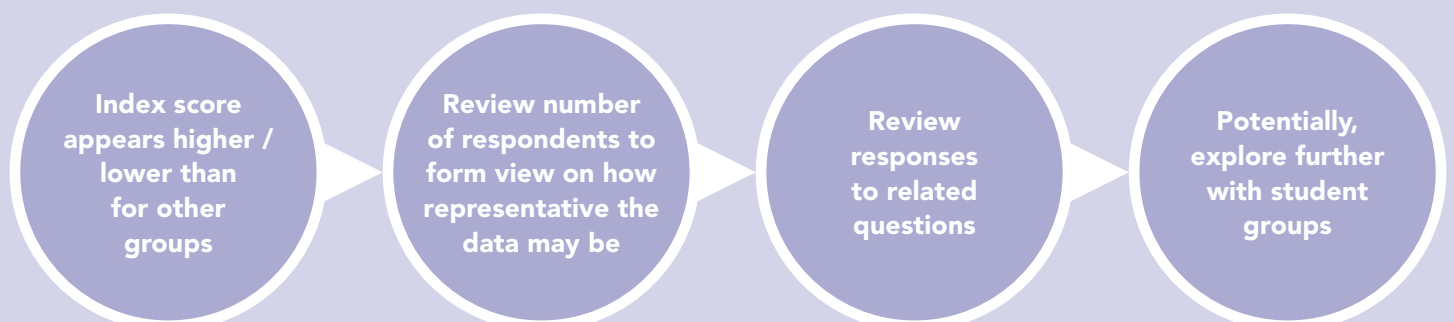 Index score
appears higher /
lower than
for other
groups
Review number
of respondents to
form view on how
representative the
data may be
Review
responses
to related
questions
Potentially,
explore further
with student
groups